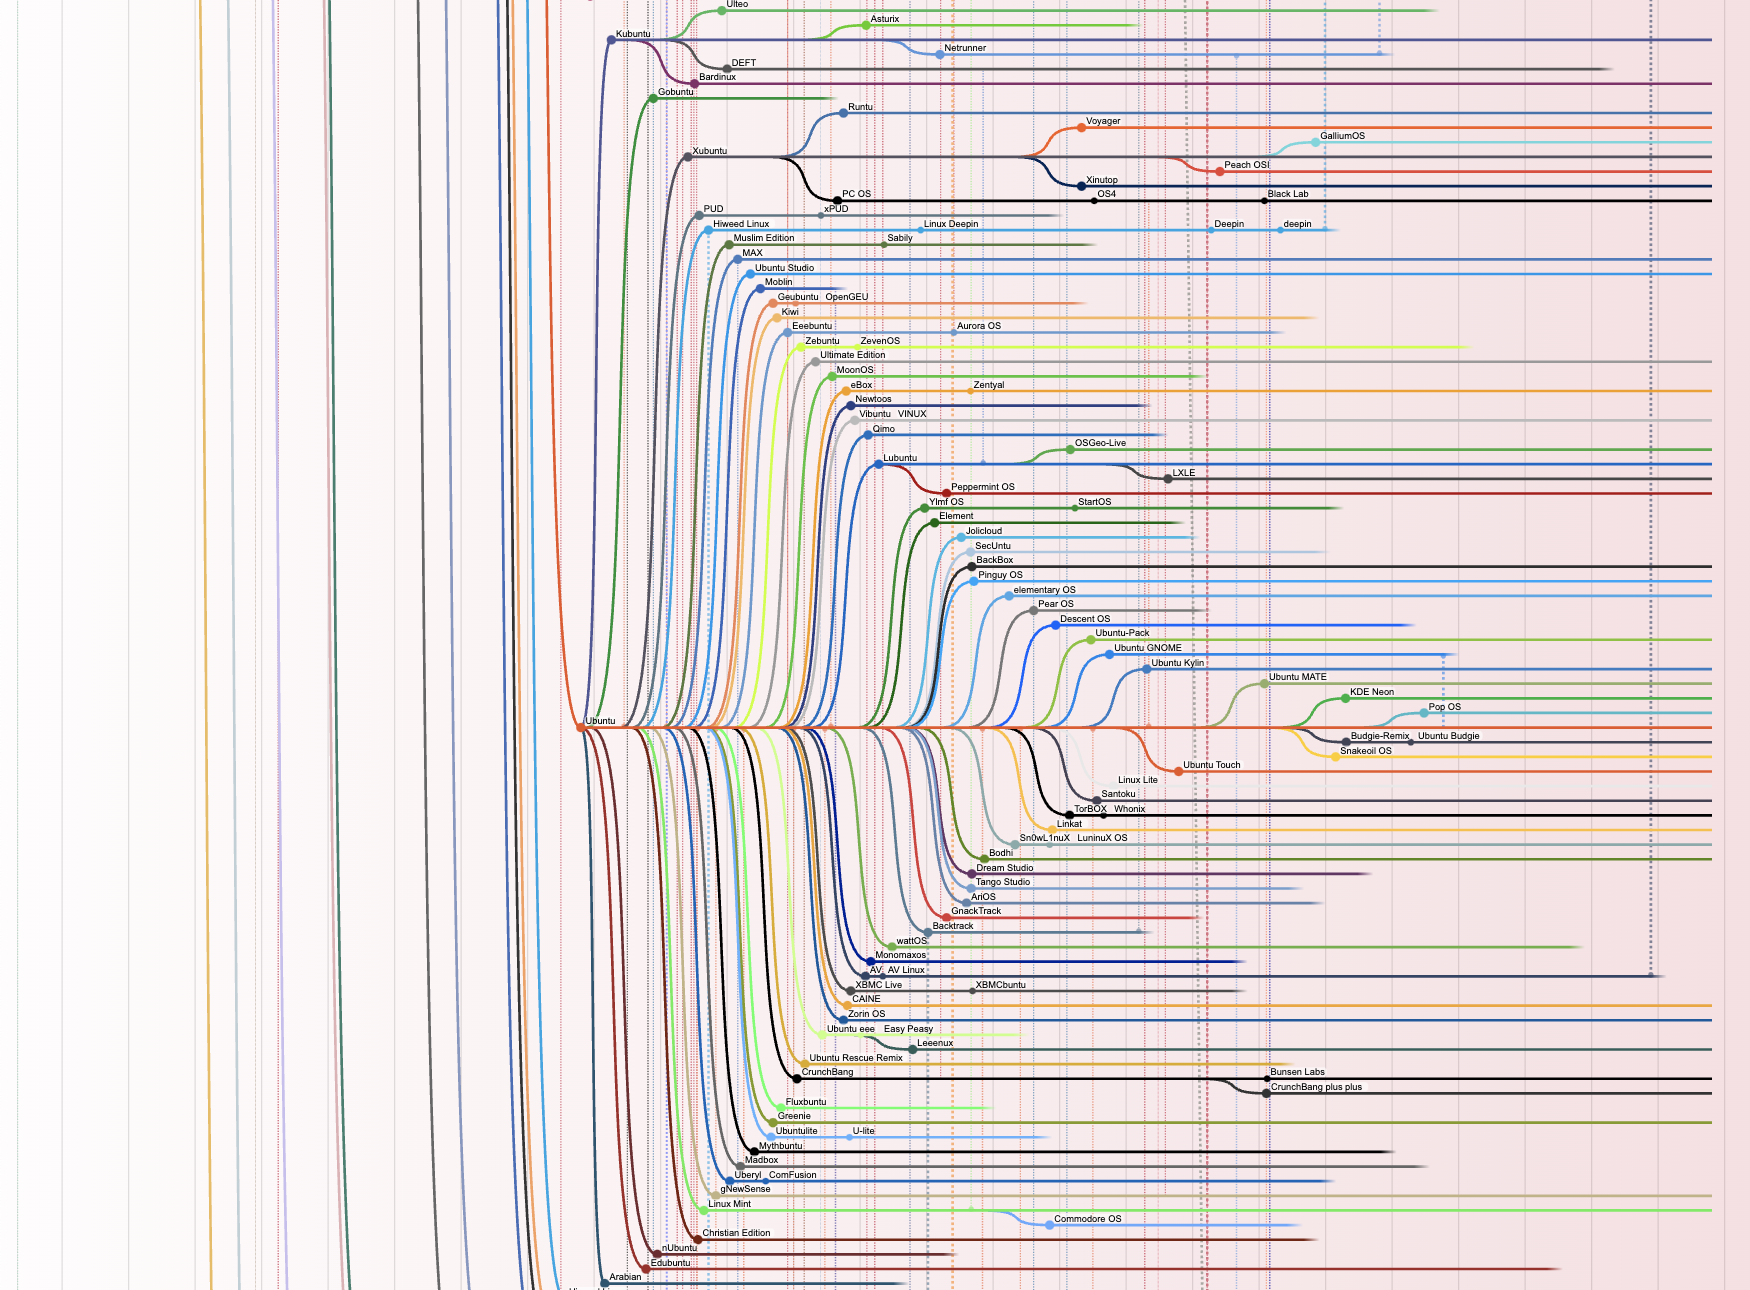 Ulteo
Asturix
Kubuntu
Netrunner
DEFT
Bardinux
Gobuntu
Runtu
Voyager
GalliumOS
Xubuntu
Peach OSI
Xinutop
PC OS OS4 Black Lab
PUD xPUD
Hiweed Linux Linux Deepin Deepin deepin
Muslim Edition Sabily
MAX
Ubuntu Studio
Moblin
Geubuntu OpenGEU
Kiwi
Eeebuntu Aurora OS
Zebuntu ZevenOS
Ultimate Edition
MoonOS
eBox Zentyal
Newtoos
Vibuntu VINUX
Qimo
OSGeo-Live
Lubuntu
LXLE
Peppermint OS
Ylmf OS StartOS
Element
Jolicloud
SecUntu
BackBox
Pinguy OS
elementary OS
Pear OS
Descent OS
Ubuntu-Pack
Ubuntu GNOME
Ubuntu Kylin
Ubuntu MATE
KDE Neon
Pop OS
Ubuntu
Budgie-Remix Ubuntu Budgie
Snakeoil OS
Ubuntu Touch
Linux Lite
Santoku
TorBOX Whonix
Linkat
Sn0wL1nuX LuninuX OS
Bodhi
Dream Studio
Tango Studio
AriOS
GnackTrack
Backtrack
wattOS
Monomaxos
AV AV Linux
XBMC Live XBMCbuntu
CAINE
Zorin OS
Ubuntu eee Easy Peasy
Leeenux
Ubuntu Rescue Remix
CrunchBang Bunsen Labs
CrunchBang plus plus
Fluxbuntu
Greenie
Ubuntulite U-lite
Mythbuntu
Madbox
Uberyl ComFusion
gNewSense
Linux Mint
Commodore OS
Christian Edition
nUbuntu
Edubuntu
Arabian